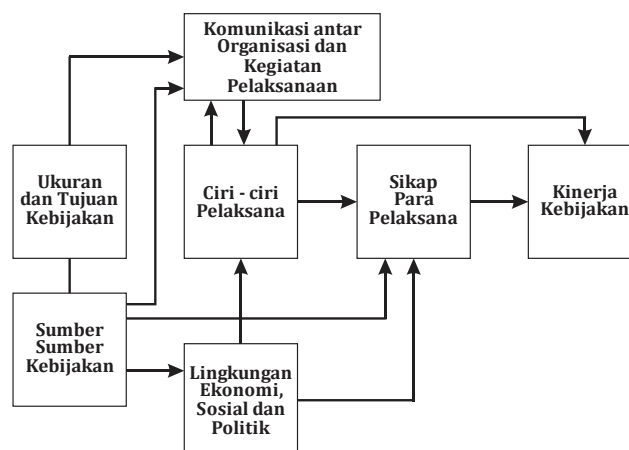 Komunikasi antar
Organisasi dan
Kegiatan
Pelaksanaan
Ukuran
dan Tujuan
Kebijakan
Ciri - ciri
Pelaksana
Sikap
Para
Pelaksana
Kinerja
Kebijakan
Sumber
Sumber
Kebijakan
Lingkungan
Ekonomi,
Sosial dan
Politik